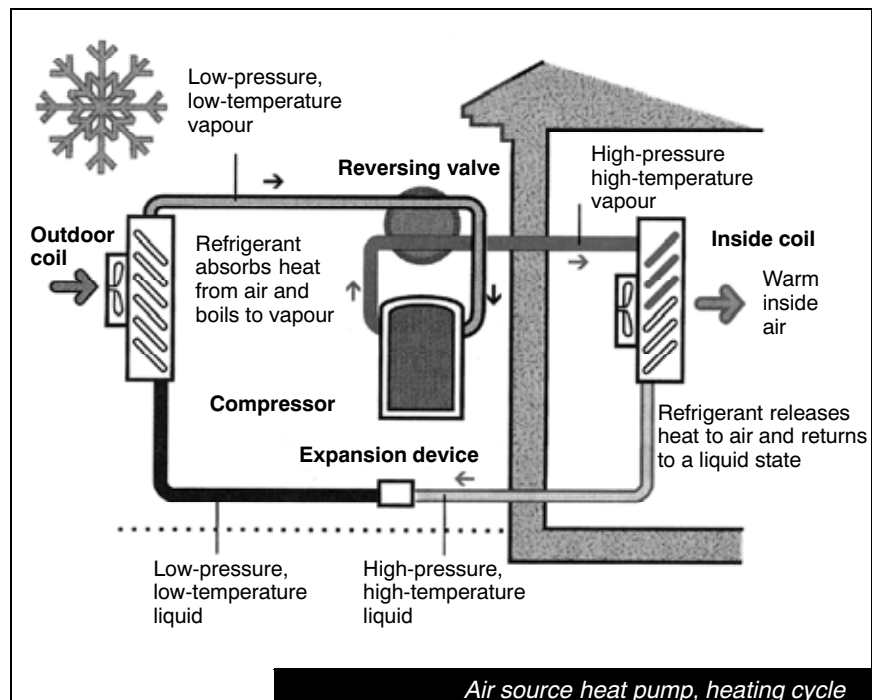 Low-pressure,
low-temperature
vapour
Reversing valve
High-pressure
high-temperature
vapour
Outdoor
coil
Refrigerant
absorbs heat
from air and
boils to vapour
Inside coil
Warm
inside
air
Compressor
Refrigerant releases
heat to air and returns
to a liquid state
Expansion device
Low-pressure,
low-temperature
liquid
High-pressure,
high-temperature
liquid
Air source heat pump, heating cycle